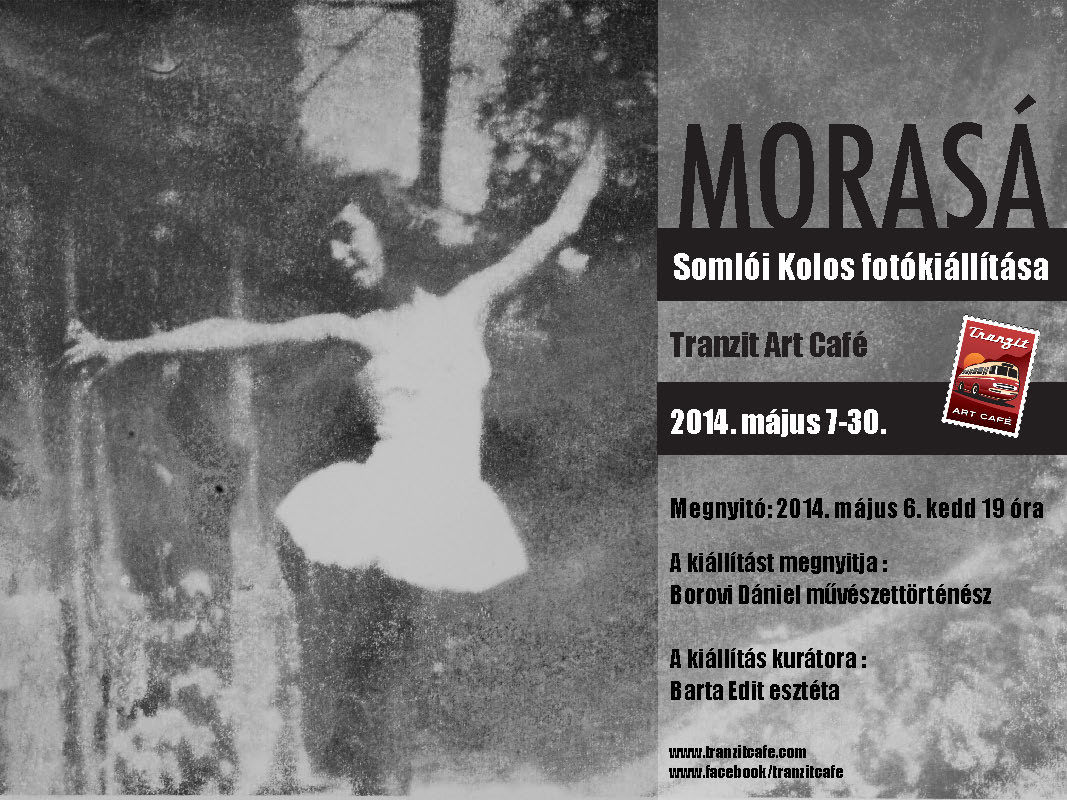 MORASÁ
Somlói Kolos fotókiállítása
Tranzit Art Café
Tranzit
ART CAFÉ
2014. május 7-30.
Megnyitó: 2014. május 6. kedd 19 óra
A kiállítást megnyitja :
Borovi Dániel művészettörténész
A kiállítás kurátora :
Barta Edit esztéta
www.tranzitcafe.com
www.facebook/tranzitcafe